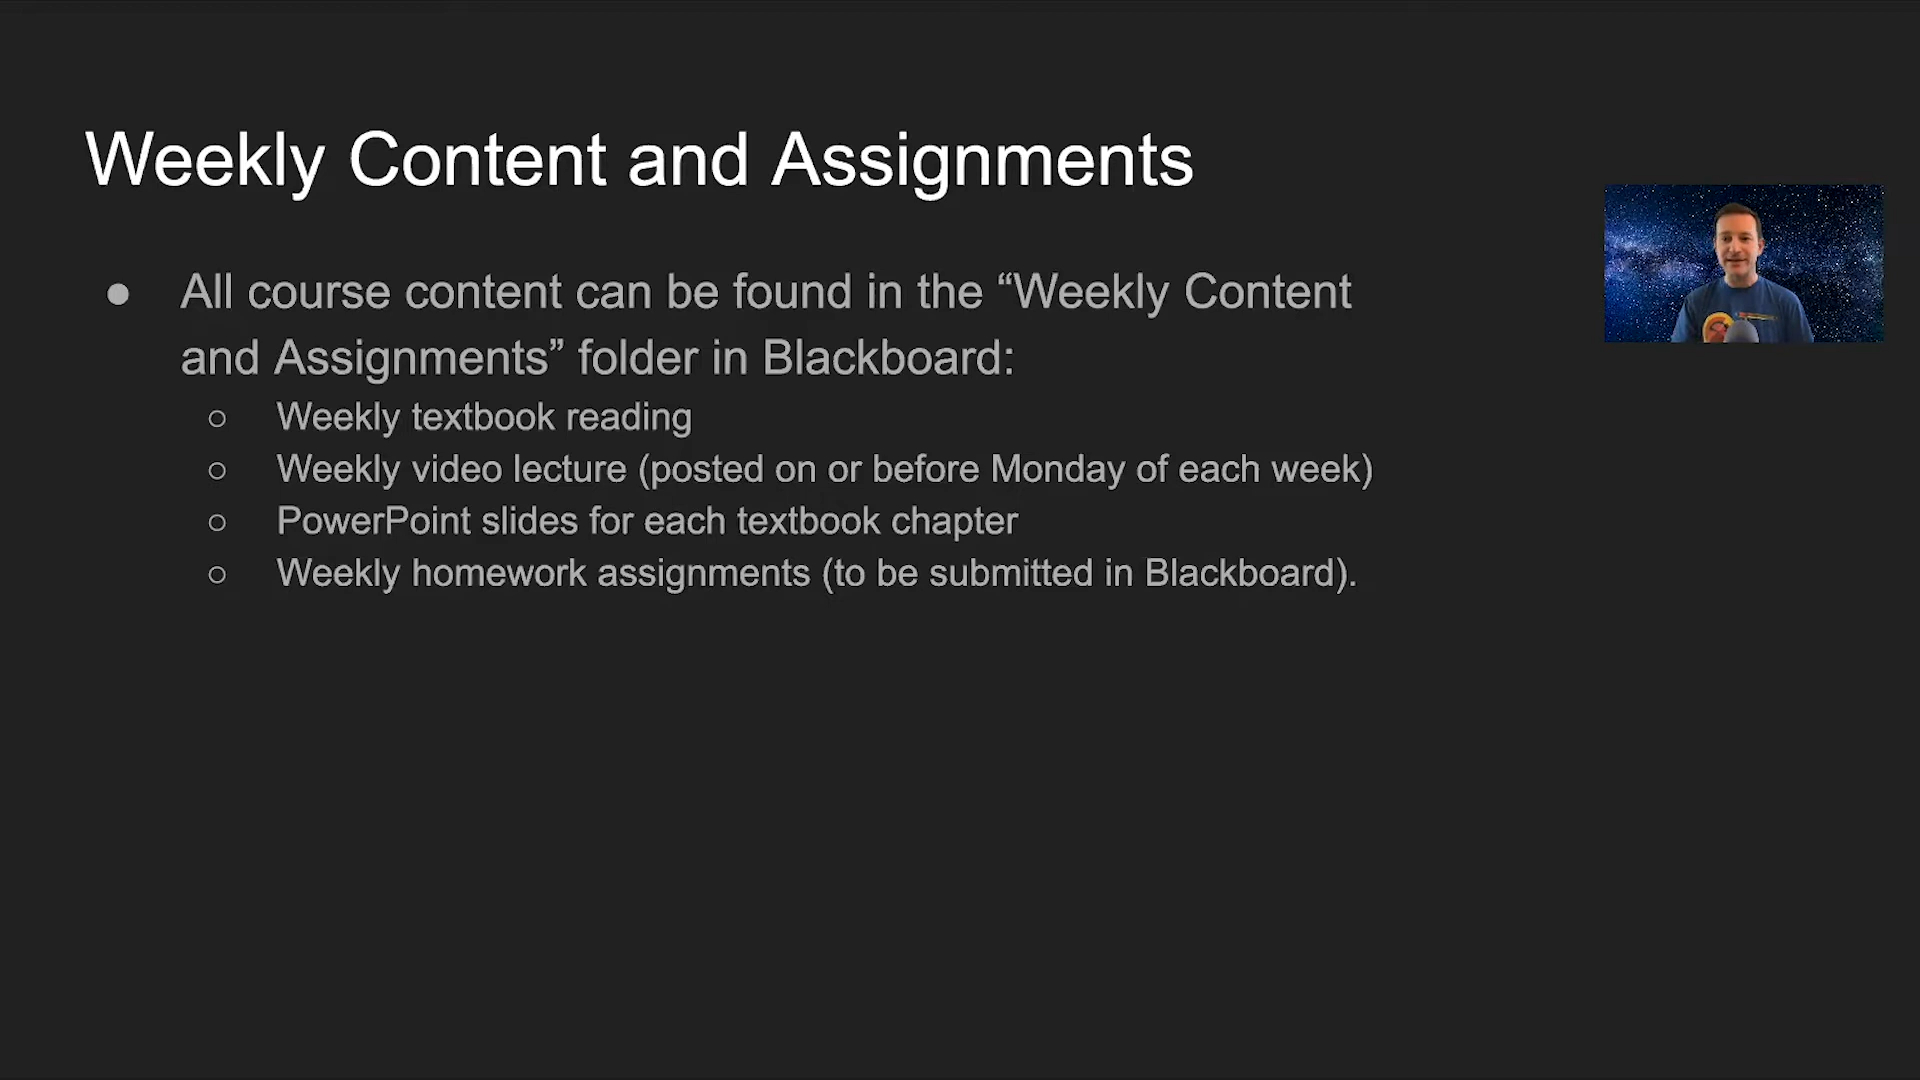 Weekly Content and Assignments
● All course content can be found in the “Weekly Content
and Assignments” folder in Blackboard:
○ Weekly textbook reading
○ Weekly video lecture (posted on or before Monday of each week)
○ PowerPoint slides for each textbook chapter
○ Weekly homework assignments (to be submitted in Blackboard).